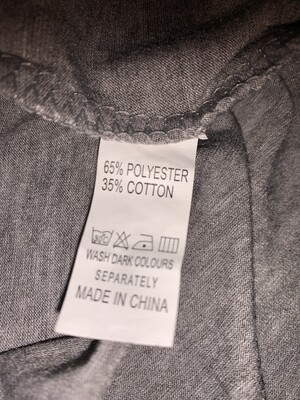 65% POLYESTER
35% COTTON
WASH DARK COLOURS
SEPARATELY
MADE IN CHINA